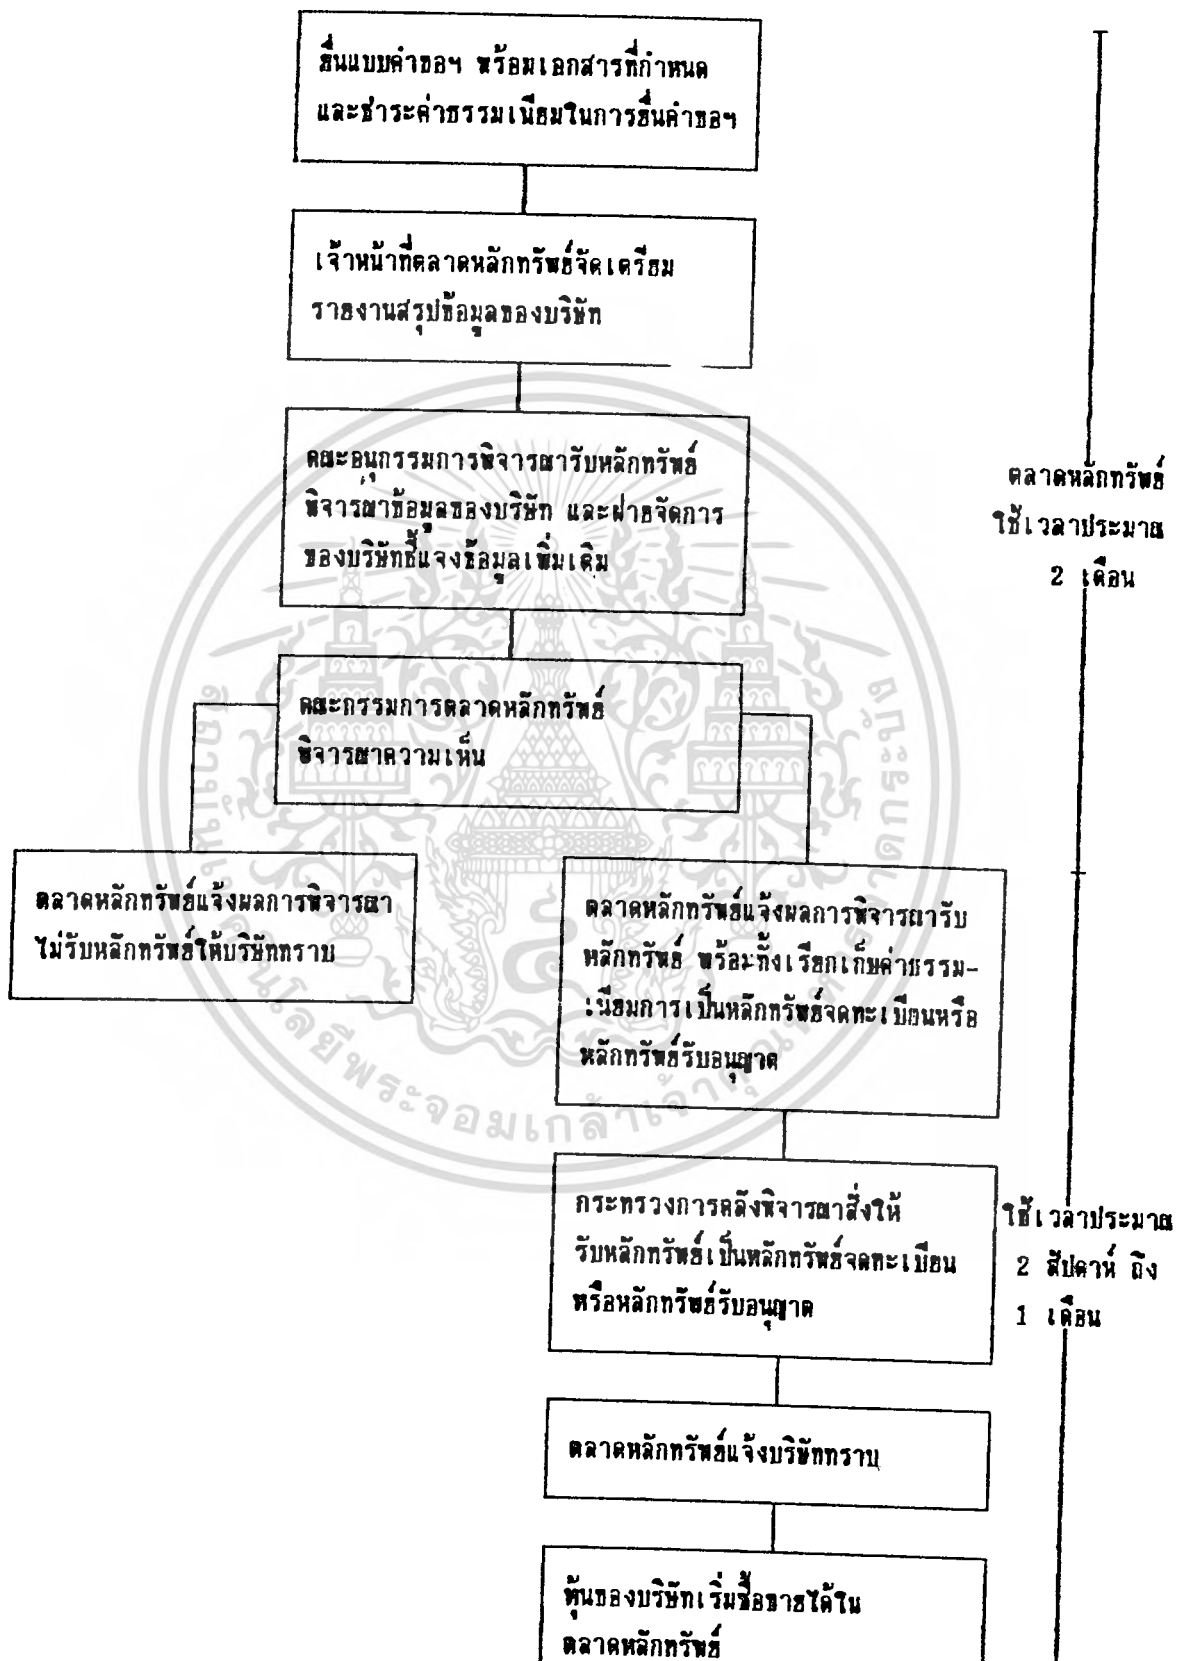 ยื่นแบบคำขอฯ พร้อมเอกสารที่กำหนด
และชำระค่าธรรมเนียมในการยื่นคำขอฯ
เจ้าหน้าที่ตลาดหลักทรัพย์จัดเตรียม
รายงานสรุปข้อมูลของบริษัท
คณะอนุกรรมการพิจารณารับหลักทรัพย์
พิจารณาข้อมูลของบริษัท และฝ่ายจัดการ
ของบริษัทชี้แจงข้อมูลเพิ่มเติม
ตลาดหลักทรัพย์
ใช้เวลาประมาณ
2 เดือน
คณะกรรมการตลาดหลักทรัพย์
พิจารณาความเห็น
ตลาดหลักทรัพย์แจ้งผลการพิจารณา
ไม่รับหลักทรัพย์ให้บริษัททราบ
ตลาดหลักทรัพย์แจ้งผลการพิจารณารับ
หลักทรัพย์ พร้อมทั้งเรียกเก็บค่าธรรม-
เนียมการเป็นหลักทรัพย์จดทะเบียนหรือ
หลักทรัพย์รับอนุญาต
กระทรวงการคลังพิจารณาสั่งให้
รับหลักทรัพย์เป็นหลักทรัพย์จดทะเบียน
หรือหลักทรัพย์รับอนุญาต
ใช้เวลาประมาณ
2 สัปดาห์ ถึง
1 เดือน
ตลาดหลักทรัพย์แจ้งบริษัททราบ
หุ้นของบริษัทเริ่มซื้อขายได้ใน
ตลาดหลักทรัพย์